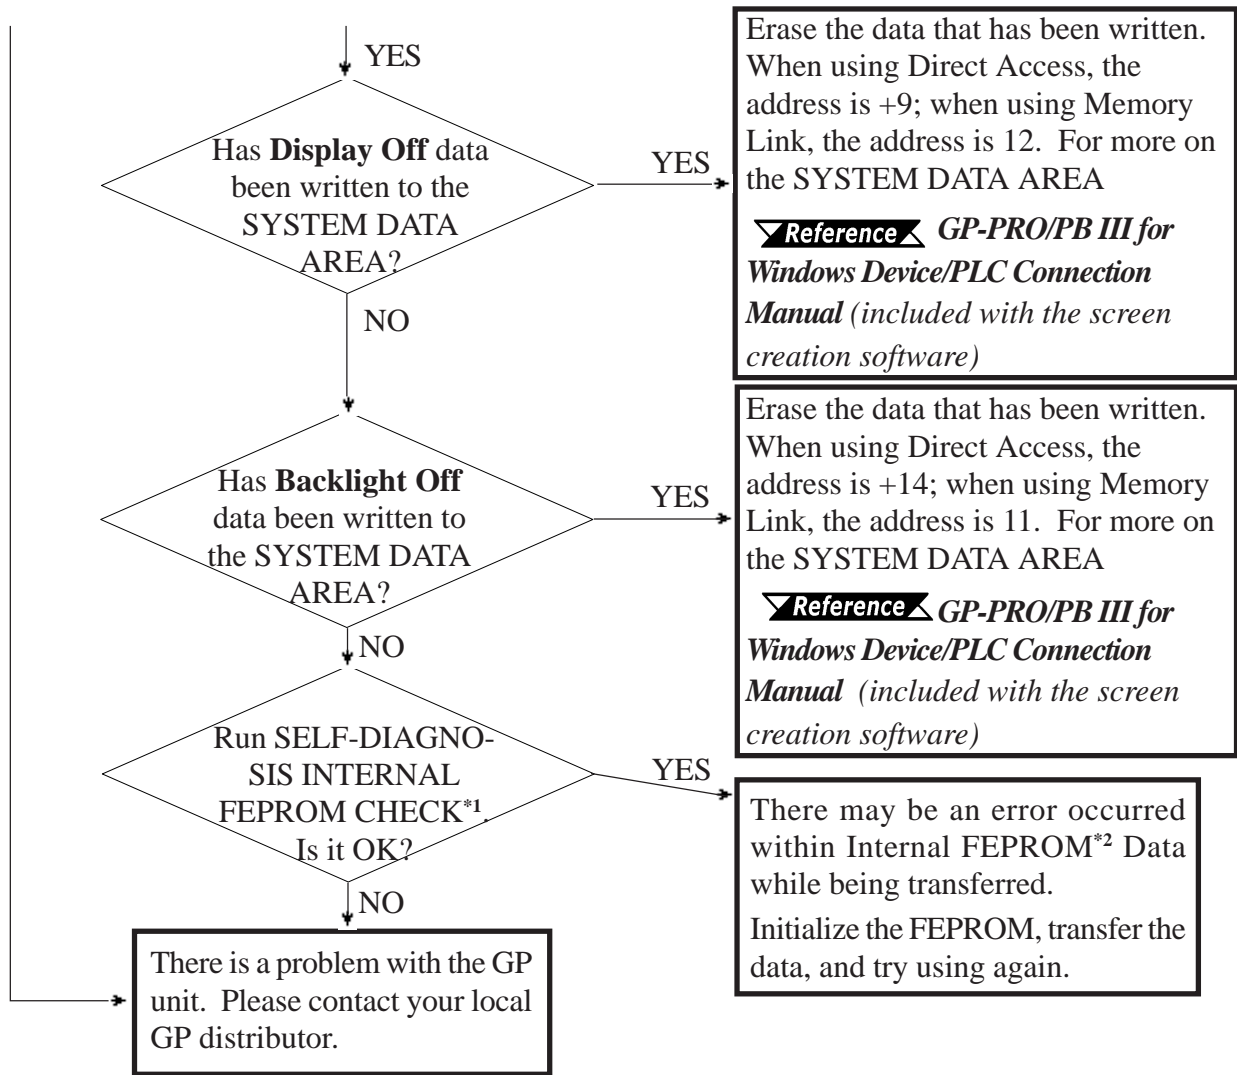 YES
Has Display Off data
been written to the
SYSTEM DATA
AREA?
YES
Erase the data that has been written.
When using Direct Access, the
address is +9; when using Memory
Link, the address is 12. For more on
the SYSTEM DATA AREA
Reference GP-PRO/PB III for
Windows Device/PLC Connection
Manual (included with the screen
creation software)
NO
Has Backlight Off
data been written to
the SYSTEM DATA
AREA?
YES
Erase the data that has been written.
When using Direct Access, the
address is +14; when using Memory
Link, the address is 11. For more on
the SYSTEM DATA AREA
Reference GP-PRO/PB III for
Windows Device/PLC Connection
Manual (included with the screen
creation software)
NO
Run SELF-DIAGNO-
SIS INTERNAL
FEPROM CHECK*1.
Is it OK?
YES
There may be an error occurred
within Internal FEPROM*2 Data
while being transferred.
Initialize the FEPROM, transfer the
data, and try using again.
NO
There is a problem with the GP
unit. Please contact your local
GP distributor.